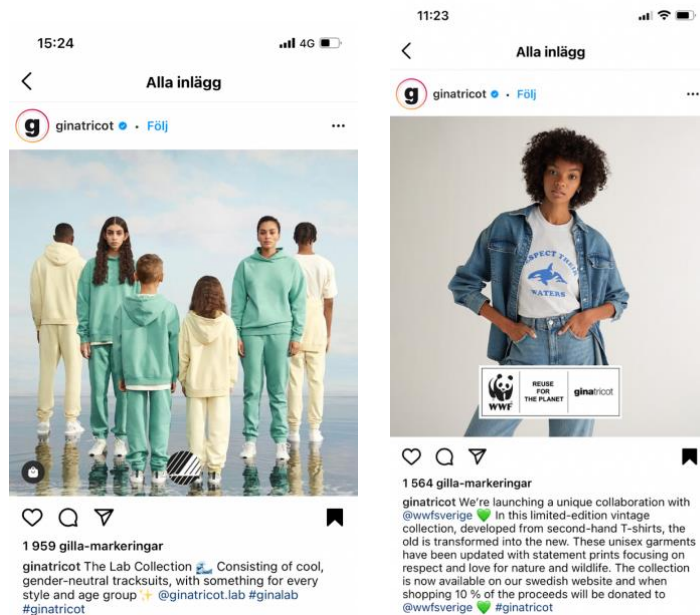 15:24
4G
Alla inlägg
g
ginatricot • Följ
1 959 gilla-markeringar
ginatricot The Lab Collection 🌊 Consisting of cool,
gender-neutral tracksuits, with something for every
style and age group ✨ @ginatricot.lab #ginalab
#ginatricot
11:23
Alla inlägg
g
ginatricot • Följ
RESPECT THEIR
WATERS
WWF
REUSE
FOR
THE PLANET
ginatricot
1 564 gilla-markeringar
ginatricot We're launching a unique collaboration with
@wwfsverige 💚 In this limited-edition vintage
collection, developed from second-hand T-shirts, the
old is transformed into the new. These unisex garments
have been updated with statement prints focusing on
respect and love for nature and wildlife. The collection
is now available on our swedish website and when
shopping 10 % of the proceeds will be donated to
@wwfsverige 💚 #ginatricot